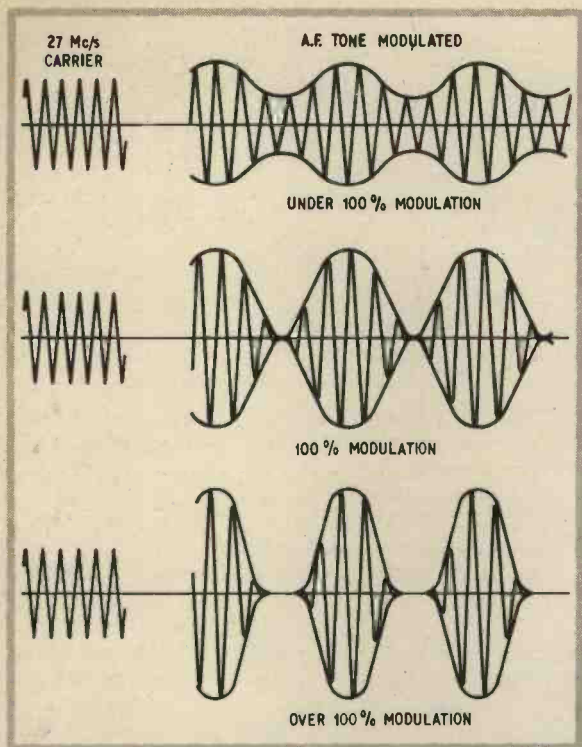 27 Mc/s
CARRIER
A.F. TONE MODULATED
UNDER 100% MODULATION
100% MODULATION
OVER 100% MODULATION